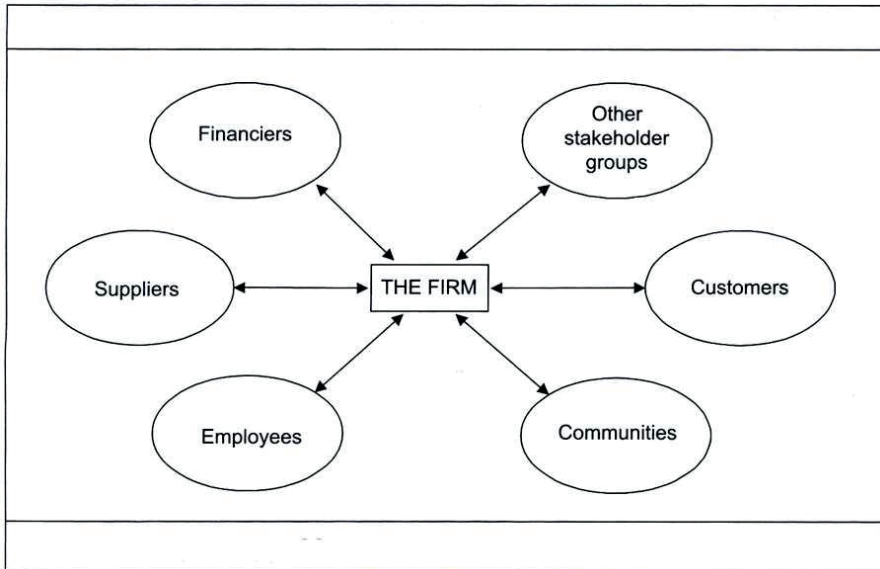 Financiers
Other
stakeholder
groups
Suppliers
THE FIRM
Customers
Employees
Communities